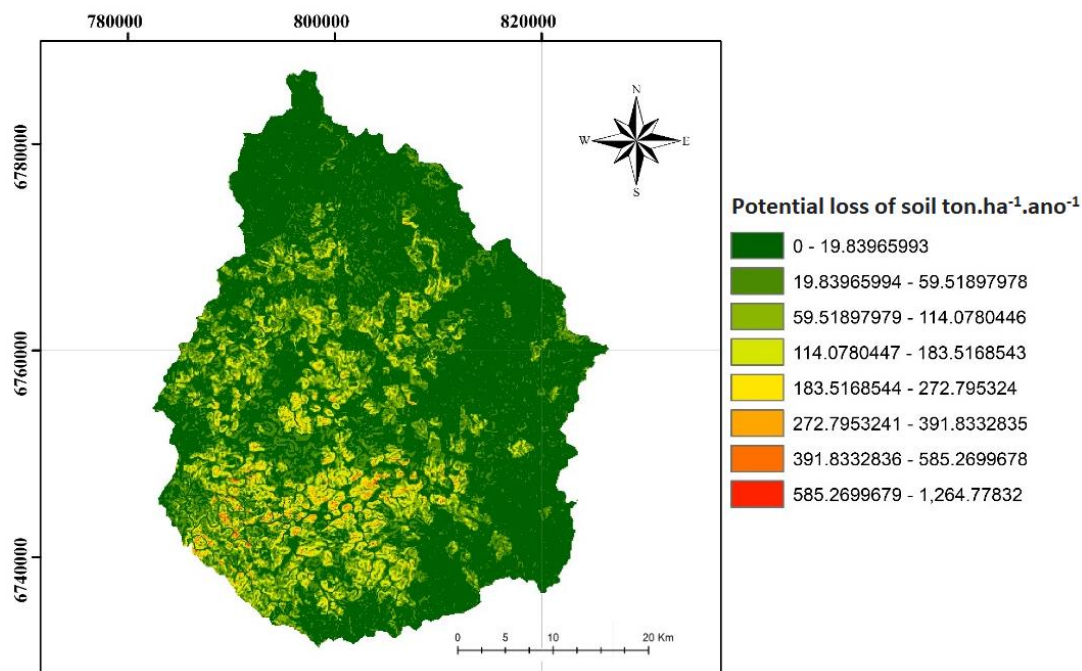 780000 800000 820000
6780000
6760000
6740000
N
W E
S
Potential loss of soil ton.ha⁻¹.ano⁻¹
0 - 19.83965993
19.83965994 - 59.51897978
59.51897979 - 114.0780446
114.0780447 - 183.5168543
183.5168544 - 272.795324
272.7953241 - 391.8332835
391.8332836 - 585.2699678
585.2699679 - 1,264.77832
0 5 10 20 Km